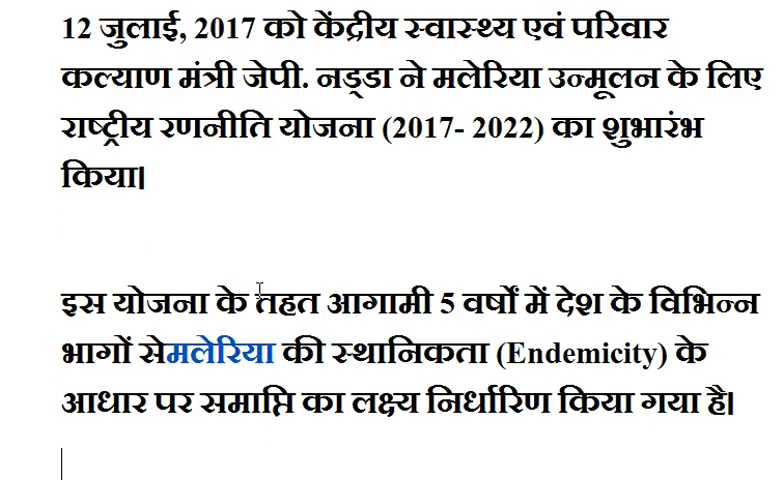 12 जुलाई, 2017 को केंद्रीय स्वास्थ्य एवं परिवार
कल्याण मंत्री जेपी. नड्डा ने मलेरिया उन्मूलन के लिए
राष्ट्रीय रणनीति योजना (2017- 2022) का शुभारंभ
किया।
इस योजना के तहत आगामी 5 वर्षों में देश के विभिन्न
भागों सेमलेरिया की स्थानिकता (Endemicity) के
आधार पर समाप्ति का लक्ष्य निर्धारिण किया गया है।